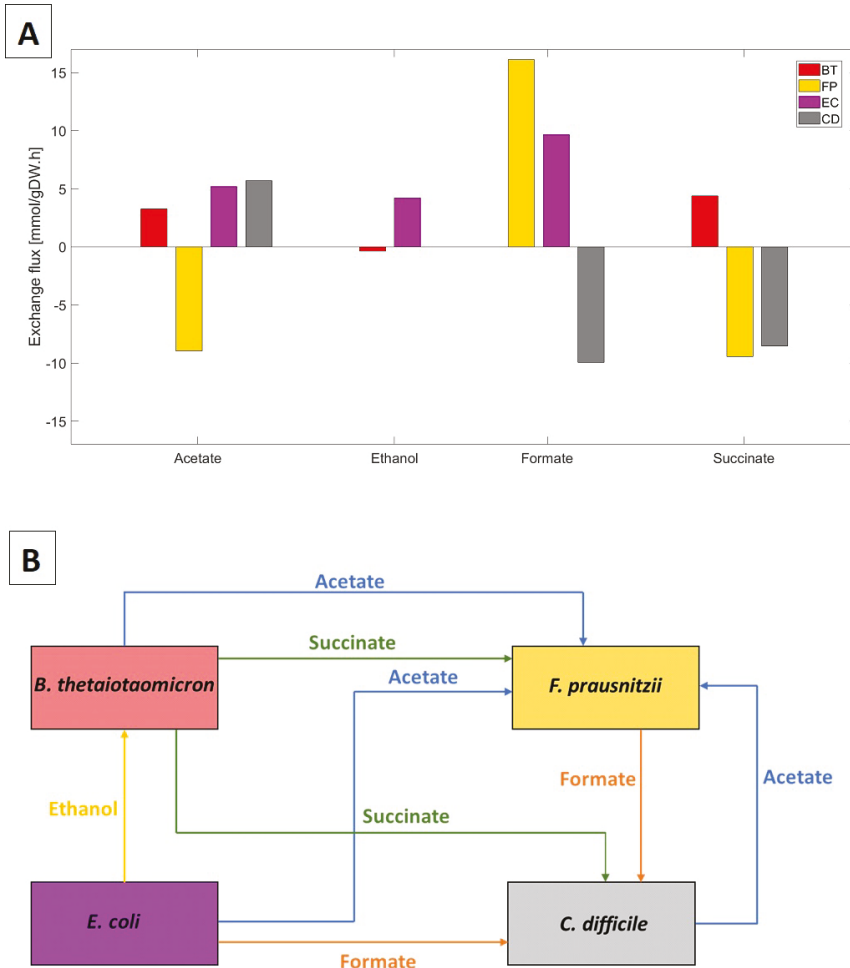 A
Exchange flux [mmol/gDW.h]
15
10
5
0
-5
-10
-15
BT
FP
EC
CD
Acetate
Ethanol
Formate
Succinate
B
Acetate
Succinate
B. thetaiotaomicron
Acetate
F. prausnitzii
Formate
Acetate
Ethanol
Succinate
E. coli
C. difficile
Formate